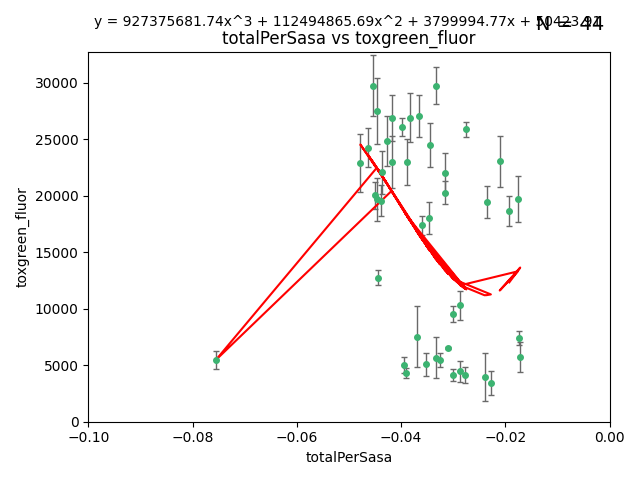 y = 927375681.74x^3 + 112494865.69x^2 + 3799994.77x + 50423.91
N = 44
totalPerSasa vs toxgreen_fluor
30000
25000
20000
15000
10000
5000
0
toxgreen_fluor
−0.10
−0.08
−0.06
−0.04
−0.02
0.00
totalPerSasa